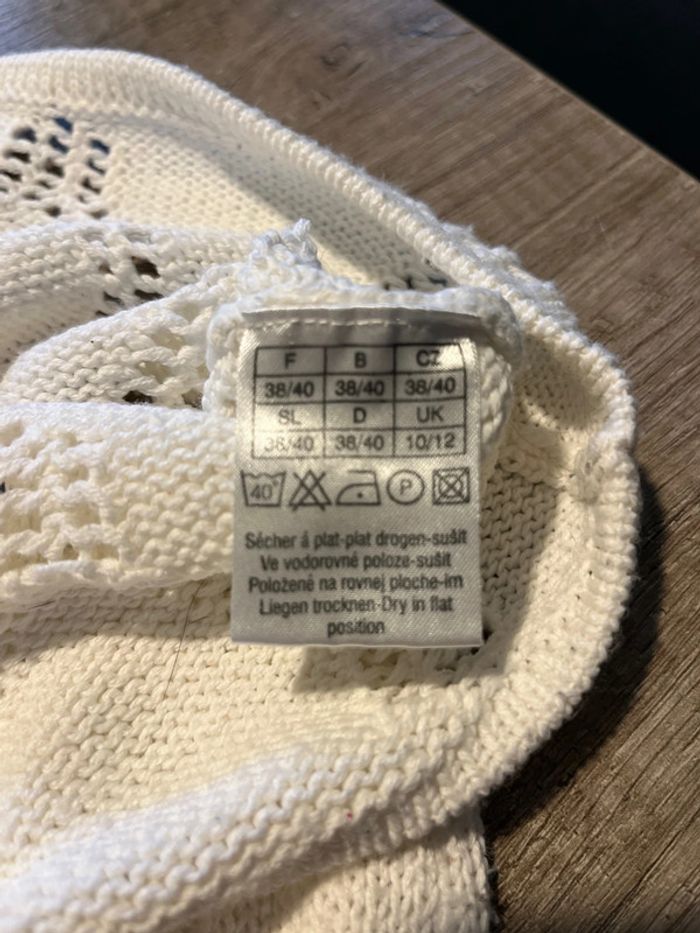 F B CZ
38/40 38/40 38/40
SL D UK
38/40 38/40 10/12
40° P
Sécher á plat-plat drogen-sušit
Ve vodorovné poloze-sušit
Položené na rovnej ploche-im
Liegen trocknen-Dry in flat
position